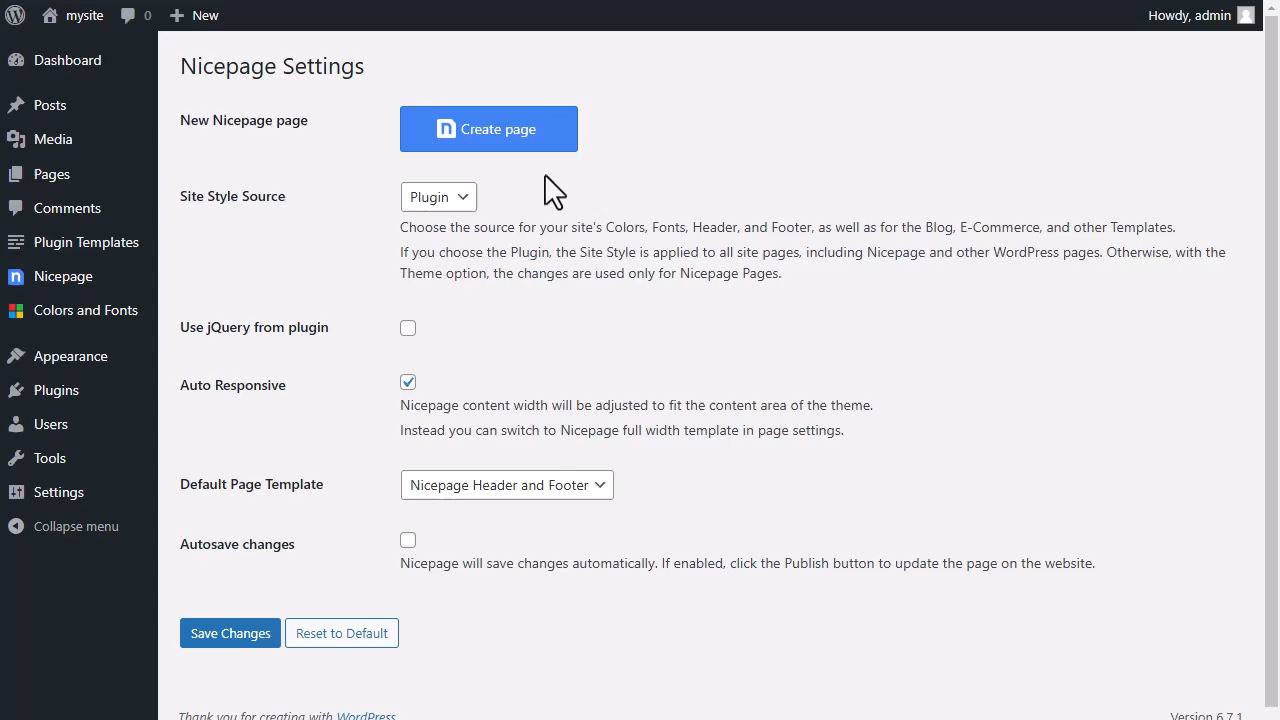 mysite
0
New
Howdy, admin
Dashboard
Posts
Media
Pages
Comments
Plugin Templates
Nicepage
Colors and Fonts
Appearance
Plugins
Users
Tools
Settings
Collapse menu
Nicepage Settings
New Nicepage page
n Create page
Site Style Source
Plugin
Choose the source for your site's Colors, Fonts, Header, and Footer, as well as for the Blog, E-Commerce, and other Templates.
If you choose the Plugin, the Site Style is applied to all site pages, including Nicepage and other WordPress pages. Otherwise, with the
Theme option, the changes are used only for Nicepage Pages.
Use jQuery from plugin
Auto Responsive
Nicepage content width will be adjusted to fit the content area of the theme.
Instead you can switch to Nicepage full width template in page settings.
Default Page Template
Nicepage Header and Footer
Autosave changes
Nicepage will save changes automatically. If enabled, click the Publish button to update the page on the website.
Save Changes
Reset to Default
Thank you for creating with WordPress
Version 6.7.1